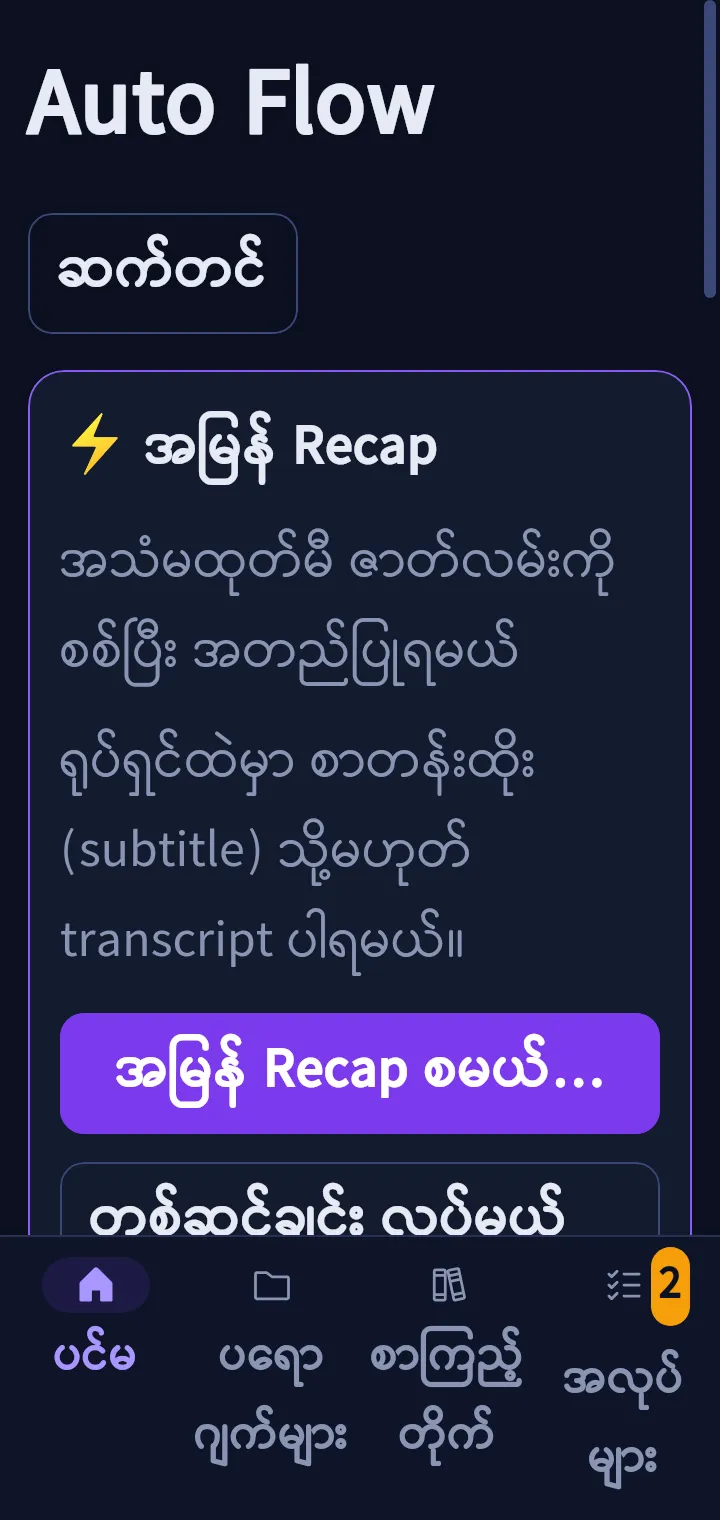 Auto Flow
ဆက်တင်
⚡ အမြန် Recap
အသံမထုတ်မီ ဇာတ်လမ်းကို
စစ်ပြီး အတည်ပြုရမယ်
ရုပ်ရှင်ထဲမှာ စာတန်းထိုး
(subtitle) သို့မဟုတ်
transcript ပါရမယ်။
အမြန် Recap စမယ်…
တစ်ဆင့်ချင်း လုပ်မယ်
2
ပင်မ
ပရော
ဂျက်များ
စာကြည့်
တိုက်
အလုပ်
များ